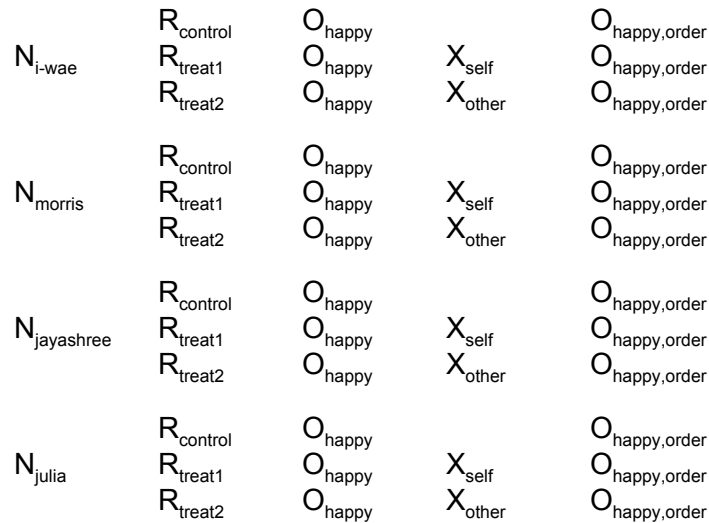 R_control O_happy O_happy,order
N_i-wae R_treat1 O_happy X_self O_happy,order
R_treat2 O_happy X_other O_happy,order
R_control O_happy O_happy,order
N_morris R_treat1 O_happy X_self O_happy,order
R_treat2 O_happy X_other O_happy,order
R_control O_happy O_happy,order
N_jayashree R_treat1 O_happy X_self O_happy,order
R_treat2 O_happy X_other O_happy,order
R_control O_happy O_happy,order
N_julia R_treat1 O_happy X_self O_happy,order
R_treat2 O_happy X_other O_happy,order